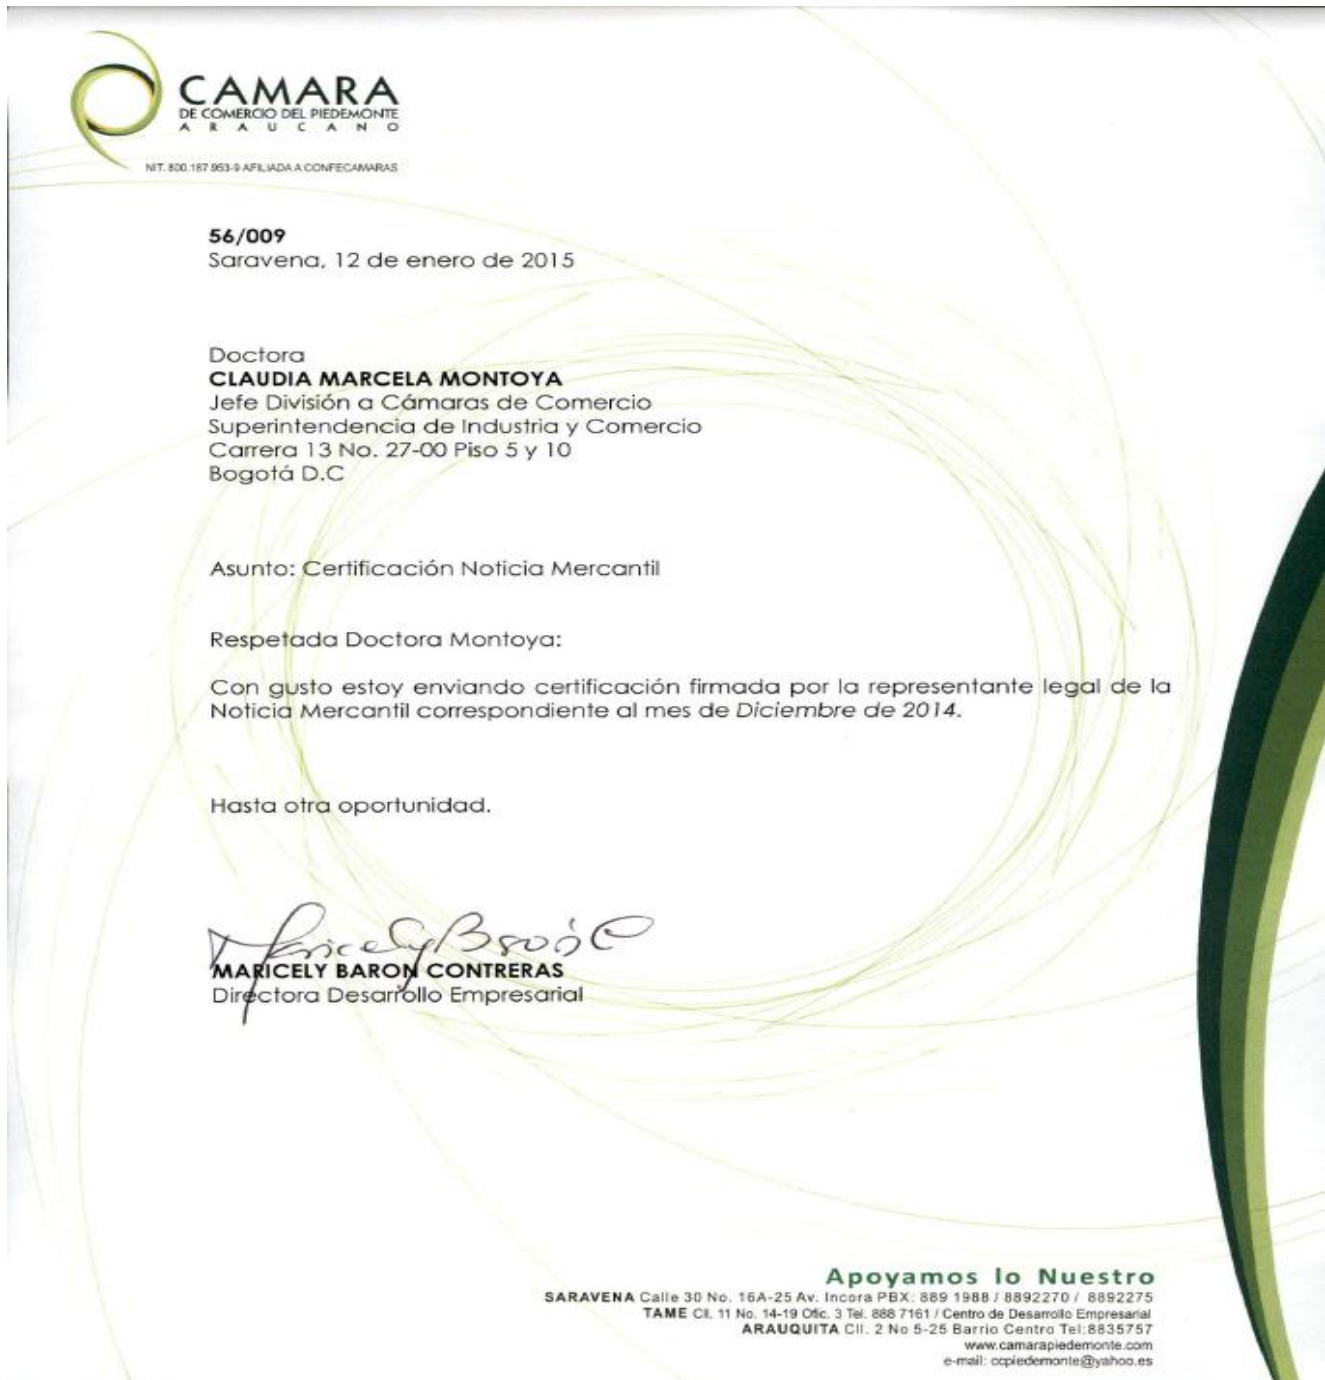 CAMARA
DE COMERCIO DEL PIEDEMONTE
ARAUCANO
NIT. 800.187.953-9 AFILIADA A CONFECAMARAS
56/009
Saravena, 12 de enero de 2015
Doctora
CLAUDIA MARCELA MONTOYA
Jefe División a Cámaras de Comercio
Superintendencia de Industria y Comercio
Carrera 13 No. 27-00 Piso 5 y 10
Bogotá D.C
Asunto: Certificación Noticia Mercantil
Respetada Doctora Montoya:
Con gusto estoy enviando certificación firmada por la representante legal de la
Noticia Mercantil correspondiente al mes de Diciembre de 2014.
Hasta otra oportunidad.
Maricely Barón C
MARICELY BARON CONTRERAS
Directora Desarrollo Empresarial
Apoyamos lo Nuestro
SARAVENA Calle 30 No. 16A-25 Av. Incora PBX: 889 1988 / 8892270 / 8892275
TAME Cll. 11 No. 14-19 Ofic. 3 Tel. 888 7161 / Centro de Desarrollo Empresarial
ARAUQUITA Cll. 2 No 5-25 Barrio Centro Tel:8835757
www.camarapiedemonte.com
e-mail: ccpiedemonte@yahoo.es